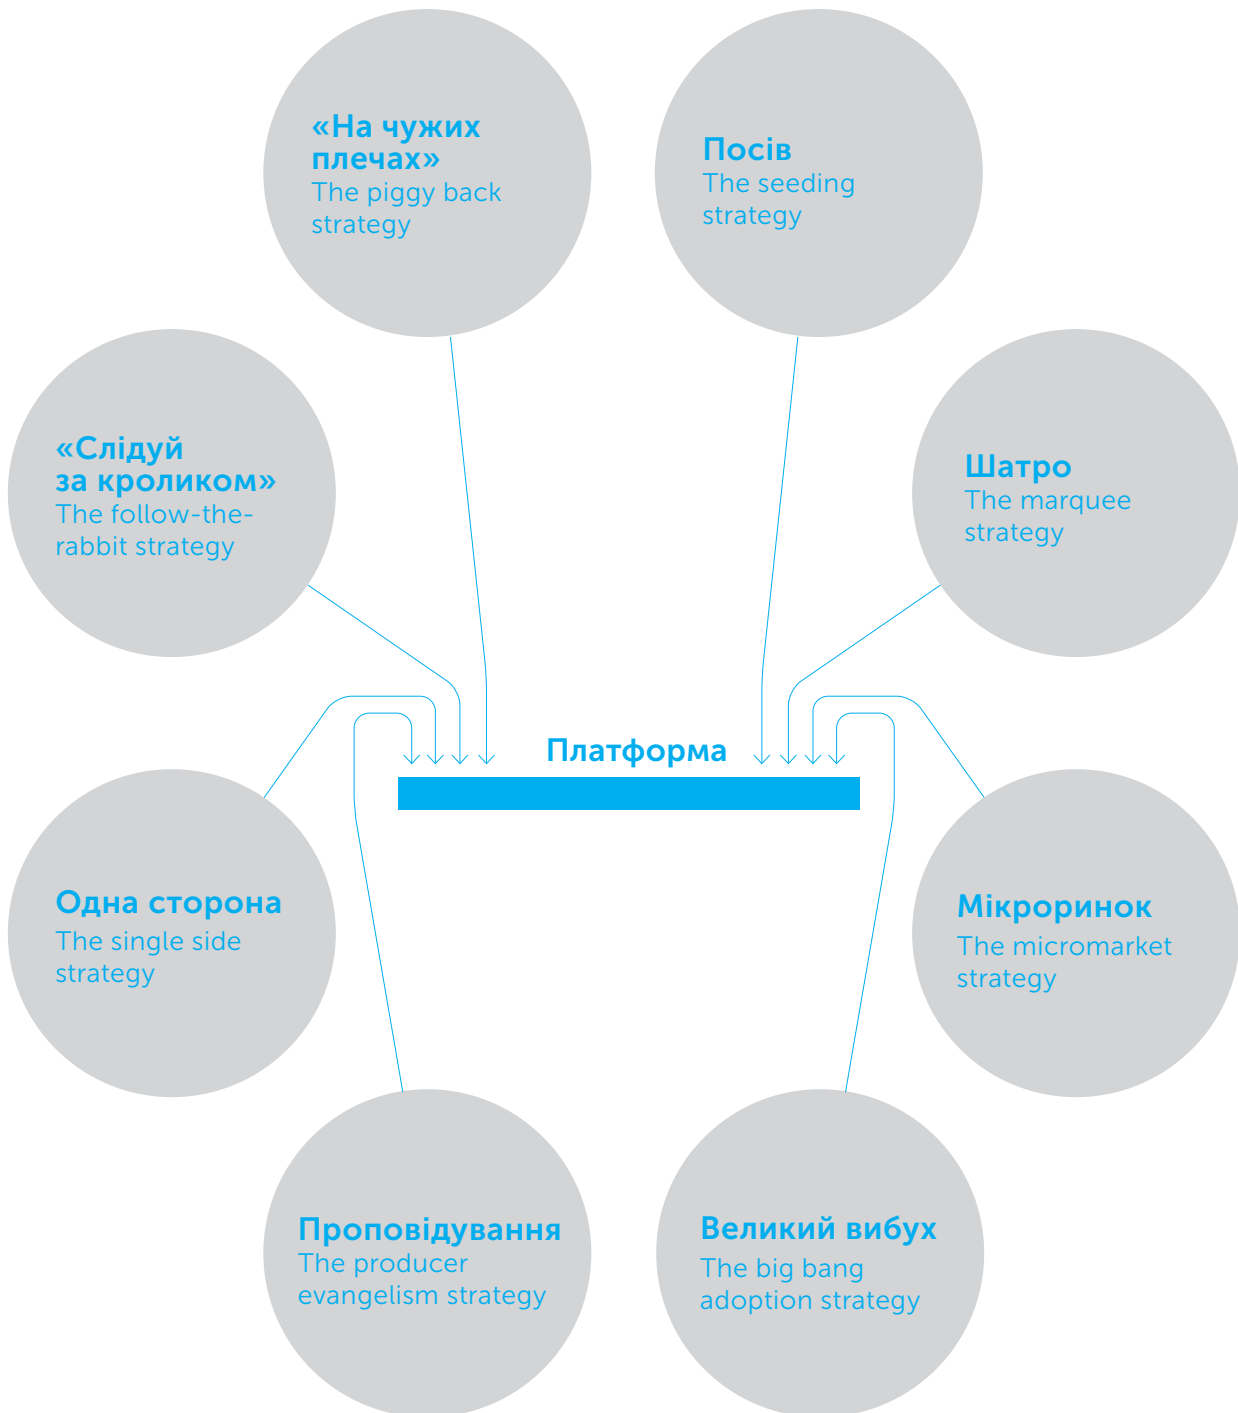 «На чужих
плечах»
The piggy back
strategy
Посів
The seeding
strategy
«Слідуй
за кроликом»
The follow-the-
rabbit strategy
Шатро
The marquee
strategy
Платформа
Одна сторона
The single side
strategy
Мікроринок
The micromarket
strategy
Проповідування
The producer
evangelism strategy
Великий вибух
The big bang
adoption strategy